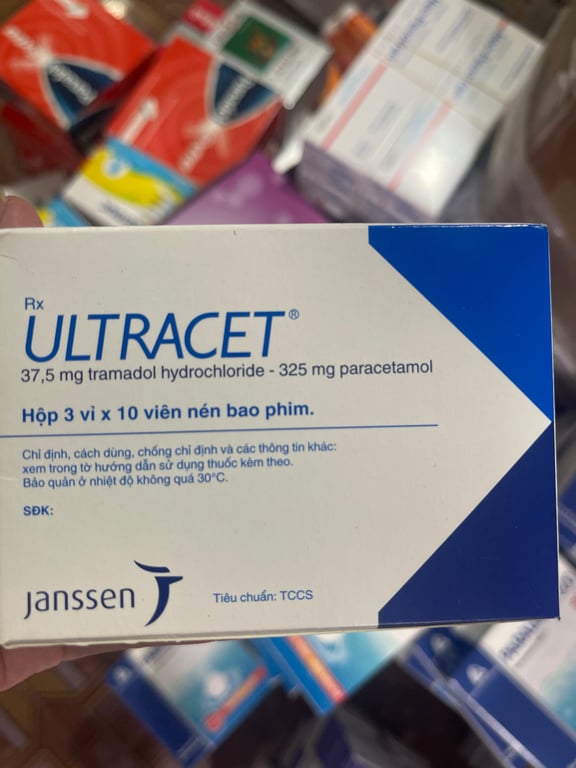 Rx
ULTRACET®
37,5 mg tramadol hydrochloride - 325 mg paracetamol
Hộp 3 vỉ x 10 viên nén bao phim.
Chỉ định, cách dùng, chống chỉ định và các thông tin khác:
xem trong tờ hướng dẫn sử dụng thuốc kèm theo.
Bảo quản ở nhiệt độ không quá 30°C.
SĐK:
janssen
Tiêu chuẩn: TCCS